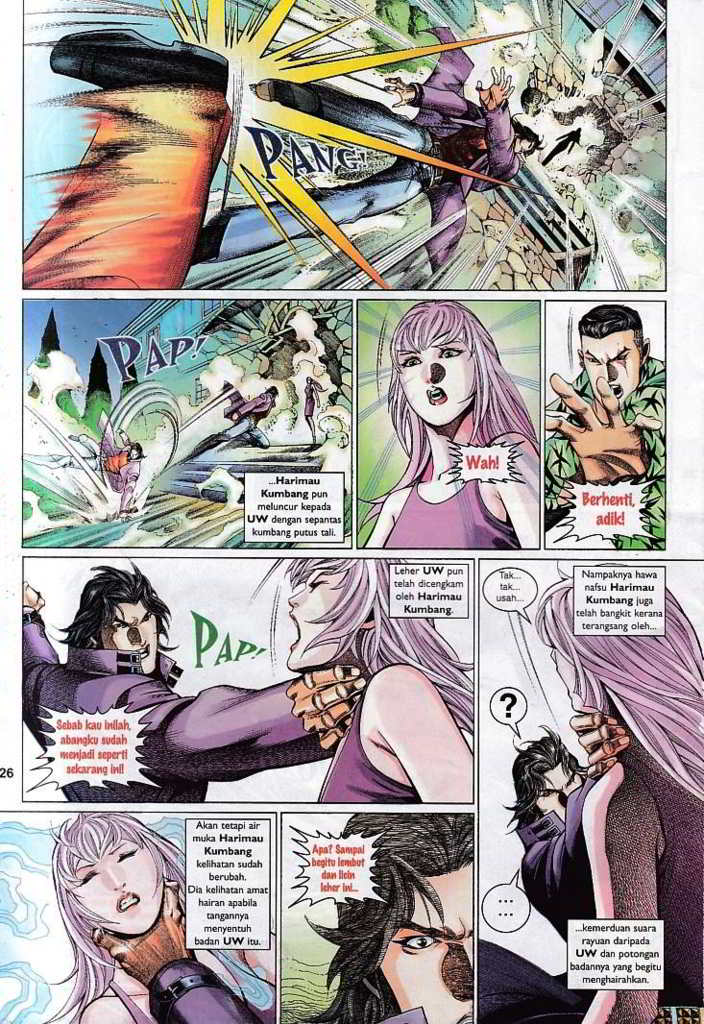 PANG!
PAP!
...Harimau
Kumbang pun
meluncur kepada
UW dengan sepantas
kumbang putus tali.
Wah!
Berhenti,
adik!
Sebab kau inilah,
abangku sudah
menjadi seperti
sekarang ini!
PAP!
Leher UW pun
telah dicengkam
oleh Harimau
Kumbang.
Tak...
tak...
usah...
Nampaknya hawa
nafsu Harimau
Kumbang juga
telah bangkit kerana
terangsang oleh...
?
... ...
...kemerduan suara
rayuan daripada
UW dan potongan
badannya yang begitu
menghairahkan.
26
Akan tetapi air
muka Harimau
Kumbang
kelihatan sudah
berubah.
Dia kelihatan amat
hairan apabila
tangannya
menyentuh
badan UW itu.
Apa? Sampai
begitu lembut
dan licin
leher ini...